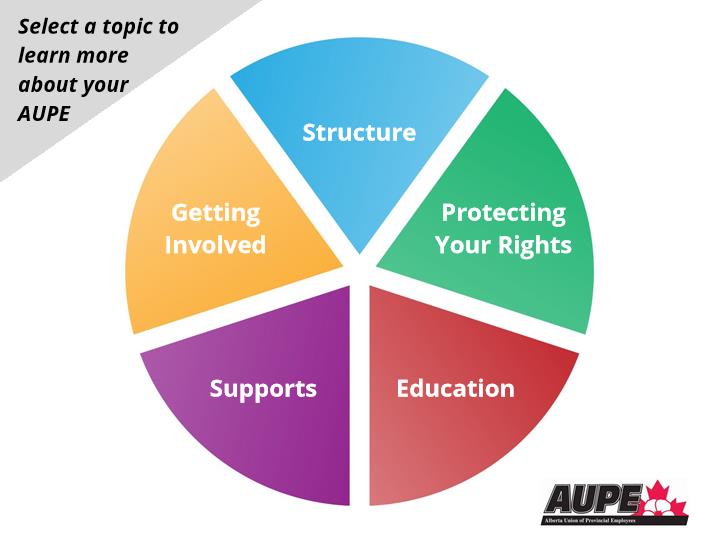 Select a topic to
learn more
about your
AUPE
Structure
Getting
Involved
Protecting
Your Rights
Supports
Education
AUPE
Alberta Union of Provincial Employees